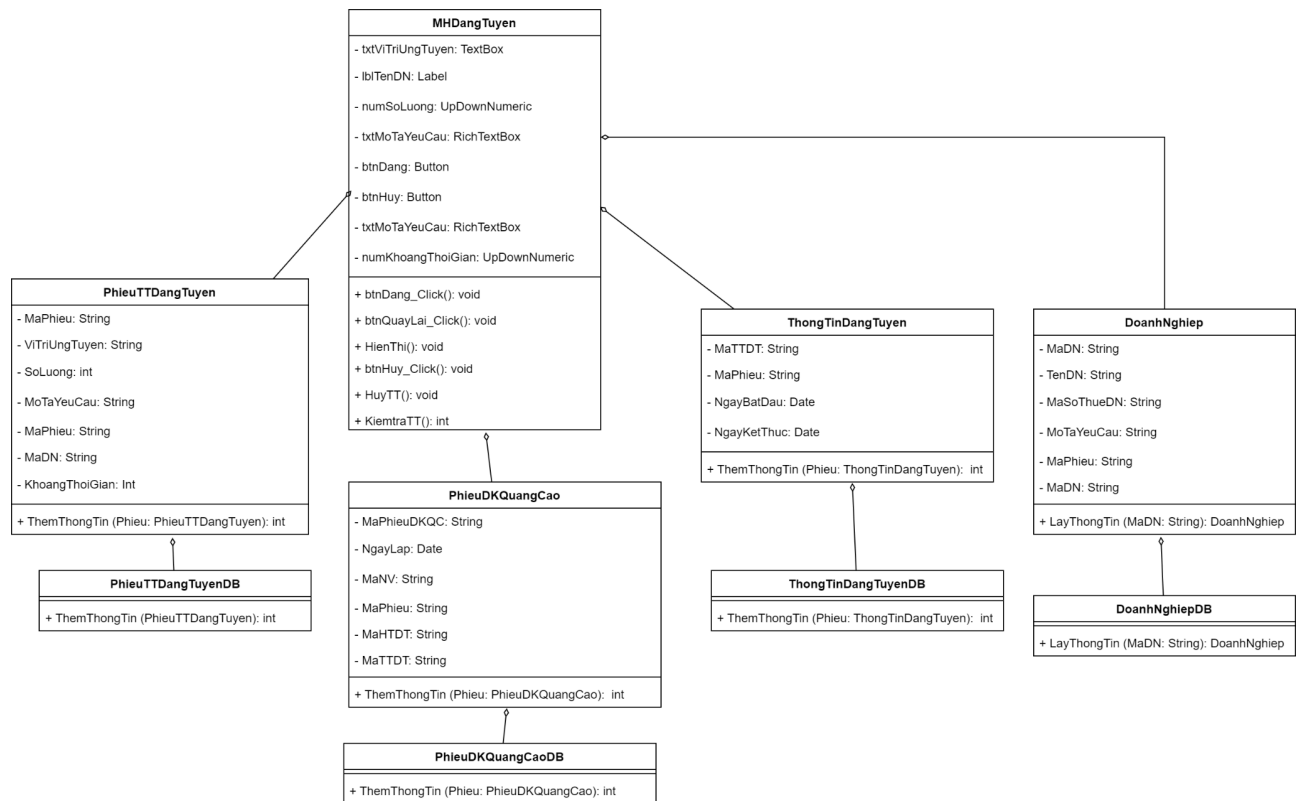 MHDangTuyen
- txtViTriUngTuyen: TextBox
- lblTenDN: Label
- numSoLuong: UpDownNumeric
- txtMoTaYeuCau: RichTextBox
- btnDang: Button
- btnHuy: Button
- txtMoTaYeuCau: RichTextBox
- numKhoangThoiGian: UpDownNumeric
+ btnDang_Click(): void
+ btnQuayLai_Click(): void
+ HienThi(): void
+ btnHuy_Click(): void
+ HuyTT(): void
+ KiemtraTT(): int
PhieuTTDangTuyen
- MaPhieu: String
- ViTriUngTuyen: String
- SoLuong: int
- MoTaYeuCau: String
- MaPhieu: String
- MaDN: String
- KhoangThoiGian: Int
+ ThemThongTin (Phieu: PhieuTTDangTuyen): int
PhieuTTDangTuyenDB
+ ThemThongTin (PhieuTTDangTuyen): int
PhieuDKQuangCao
- MaPhieuDKQC: String
- NgayLap: Date
- MaNV: String
- MaPhieu: String
- MaHTDT: String
- MaTTDT: String
+ ThemThongTin (Phieu: PhieuDKQuangCao): int
PhieuDKQuangCaoDB
+ ThemThongTin (Phieu: PhieuDKQuangCao): int
ThongTinDangTuyen
- MaTTDT: String
- MaPhieu: String
- NgayBatDau: Date
- NgayKetThuc: Date
+ ThemThongTin (Phieu: ThongTinDangTuyen): int
ThongTinDangTuyenDB
+ ThemThongTin (Phieu: ThongTinDangTuyen): int
DoanhNghiep
- MaDN: String
- TenDN: String
- MaSoThueDN: String
- MoTaYeuCau: String
- MaPhieu: String
- MaDN: String
+ LayThongTin (MaDN: String): DoanhNghiep
DoanhNghiepDB
+ LayThongTin (MaDN: String): DoanhNghiep